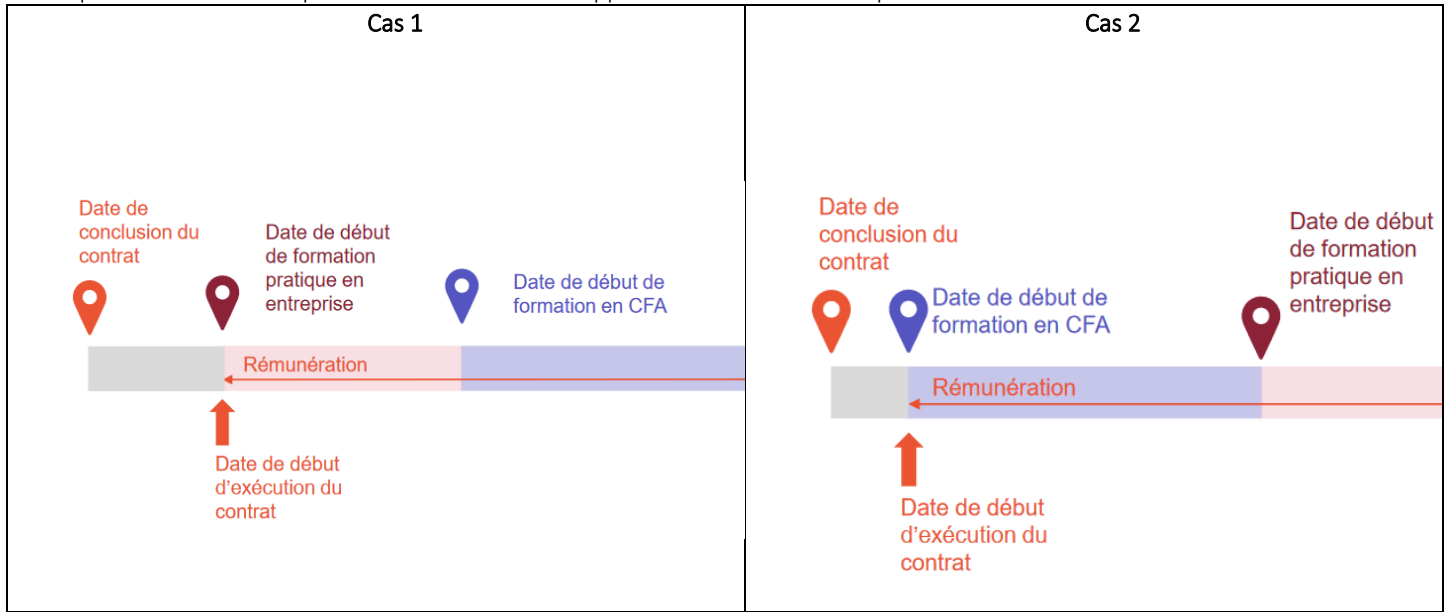 Cas 1
Date de
conclusion du
contrat
Date de début
de formation
pratique en
entreprise
Date de début de
formation en CFA
Rémunération
Date de début
d'exécution du
contrat
Cas 2
Date de
conclusion du
contrat
Date de début de
formation en CFA
Date de début
de formation
pratique en
entreprise
Rémunération
Date de début
d'exécution du
contrat